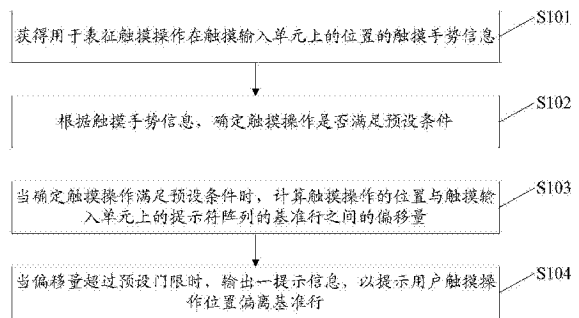 S101
获得用于表征触摸操作在触摸输入单元上的位置的触摸手势信息
S102
根据触摸手势信息，确定触摸操作是否满足预设条件
S103
当确定触摸操作满足预设条件时，计算触摸操作的位置与触摸输
入单元上的提示符阵列的基准行之间的偏移量
S104
当偏移量超过预设门限时，输出一提示信息，以提示用户触摸操
作位置偏离基准行